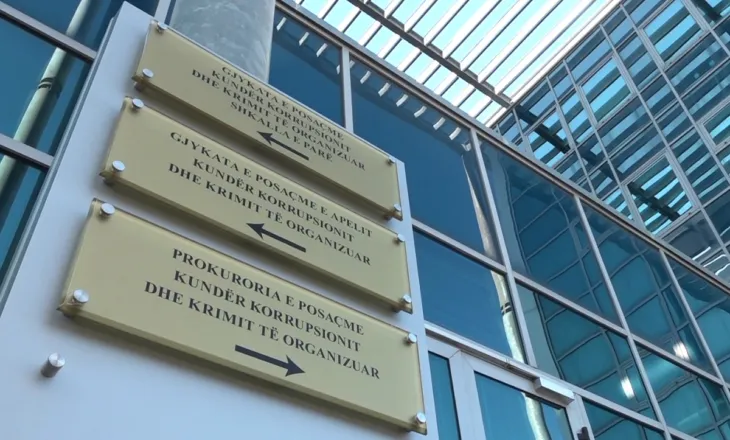 GJYKATA E POSAÇME
KUNDËR KORRUPSIONIT
DHE KRIMIT TË ORGANIZUAR
SHKALLA E PARË
GJYKATA E POSAÇME E APELIT
KUNDËR KORRUPSIONIT
DHE KRIMIT TË ORGANIZUAR
PROKURORIA E POSAÇME
KUNDËR KORRUPSIONIT
DHE KRIMIT TË ORGANIZUAR